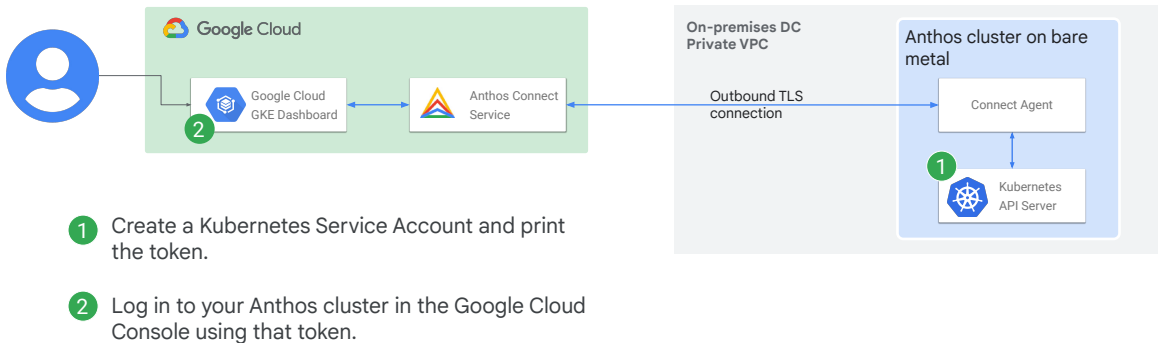 Google Cloud
Google Cloud
GKE Dashboard
2
Anthos Connect
Service
Outbound TLS
connection
On-premises DC
Private VPC
Anthos cluster on bare
metal
Connect Agent
1
Kubernetes
API Server
1 Create a Kubernetes Service Account and print
the token.
2 Log in to your Anthos cluster in the Google Cloud
Console using that token.